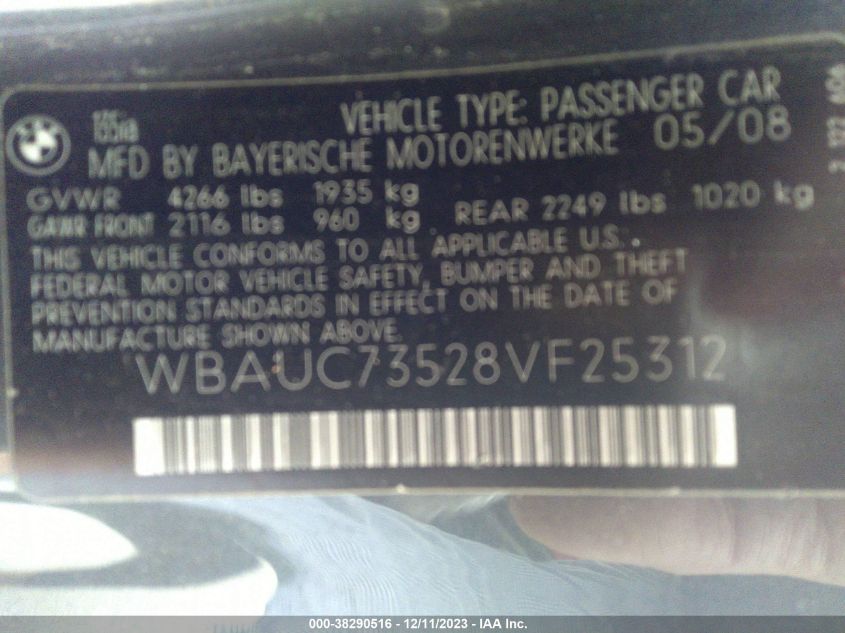 VEHICLE TYPE: PASSENGER CAR
MFD BY BAYERISCHE MOTORENWERKE 05/08
GVWR 4266 lbs 1935 kg
GAWR FRONT 2116 lbs 960 kg REAR 2249 lbs 1020 kg
THIS VEHICLE CONFORMS TO ALL APPLICABLE U.S.
FEDERAL MOTOR VEHICLE SAFETY, BUMPER AND THEFT
PREVENTION STANDARDS IN EFFECT ON THE DATE OF
MANUFACTURE SHOWN ABOVE.
WBAUC73528VF25312
000-38290516 - 12/11/2023 - IAA Inc.